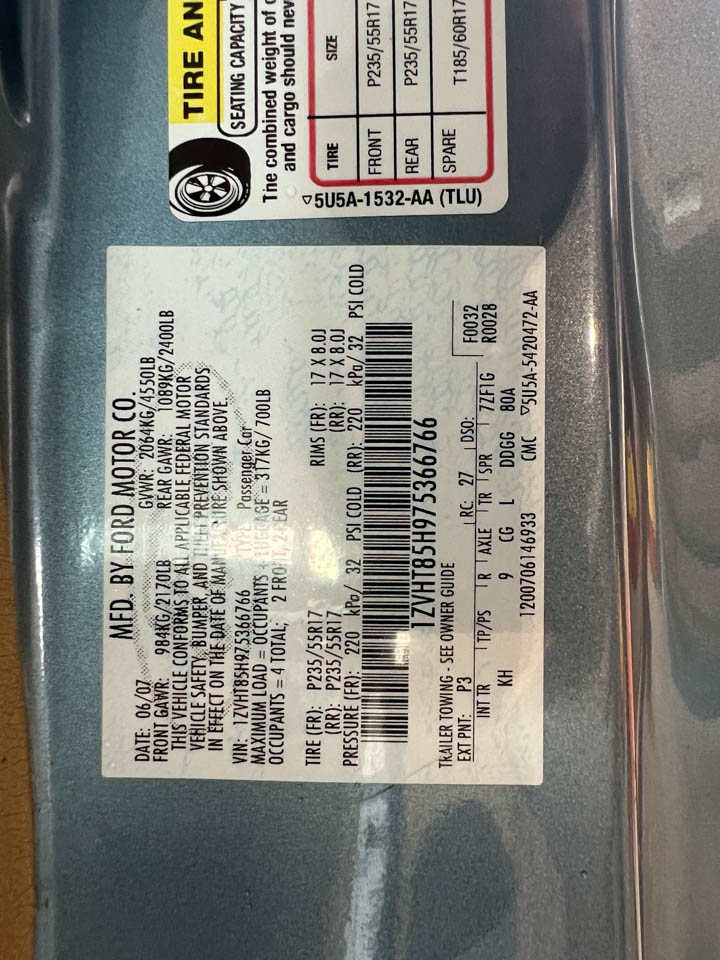 TIRE AN
SEATING CAPACITY
The combined weight of
and cargo should nev
TIRE SIZE
FRONT P235/55R17
REAR P235/55R17
SPARE T185/60R17
5U5A-1532-AA (TLU)
MFD. BY FORD MOTOR CO.
DATE: 06/07 GVWR: 2064KG/4550LB
FRONT GAWR: 984KG/2170LB REAR GAWR: 1089KG/2400LB
THIS VEHICLE CONFORMS TO ALL APPLICABLE FEDERAL MOTOR
VEHICLE SAFETY, BUMPER, AND THEFT PREVENTION STANDARDS
IN EFFECT ON THE DATE OF MANUFACTURE SHOWN ABOVE.
VIN: 1ZVHT85H975366766 TYPE: Passenger Car
MAXIMUM LOAD = OCCUPANTS + LUGGAGE = 317KG/ 700LB
OCCUPANTS = 4 TOTAL; 2 FRONT, 2 REAR
TIRE (FR): P235/55R17 RIMS (FR): 17 X 8.0J
(RR): P235/55R17 (RR): 17 X 8.0J
PRESSURE (FR): 220 kPa/ 32 PSI COLD (RR): 220 kPa/ 32 PSI COLD
1ZVHT85H975366766
TRAILER TOWING - SEE OWNER GUIDE F0032
EXT PNT: P3 RC: 27 DSO: R0028
INT TR TP/PS R AXLE TR SPR 7ZF1G
KH 9 CG L DDGG 80A
1200706146933 CMC 5U5A-5420472-AA